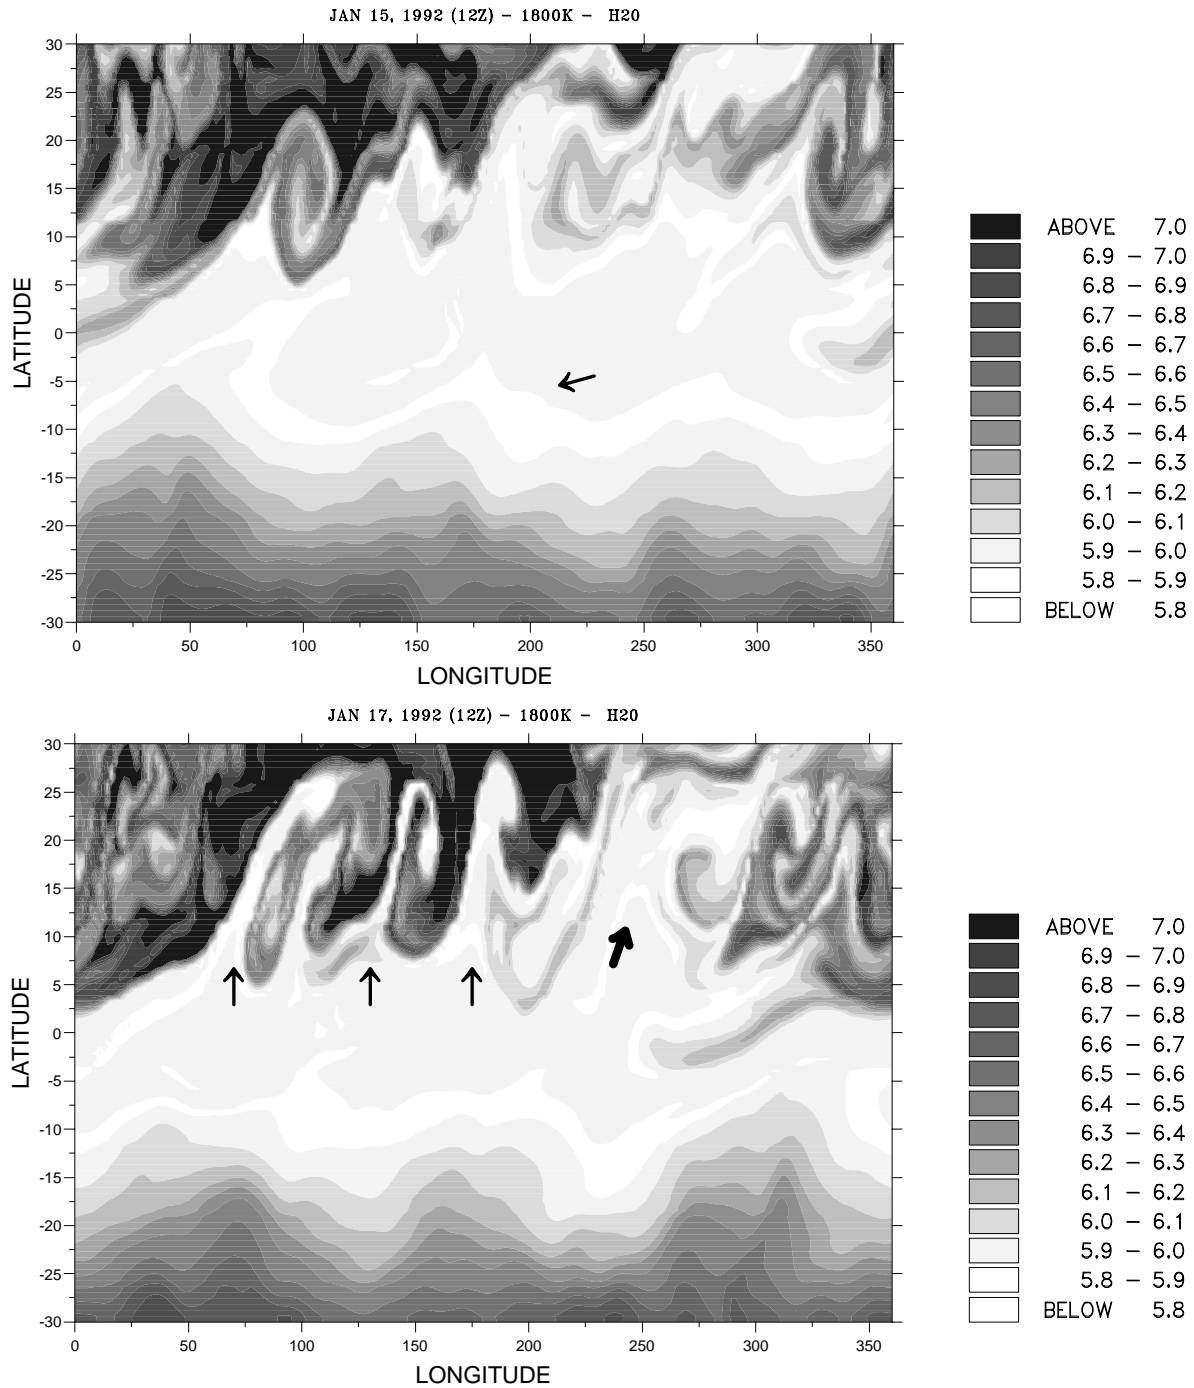 JAN 15, 1992 (12Z) – 1800K – H20
30
25
20
15
10
5
0
-5
-10
-15
-20
-25
-30
LATITUDE
0 50 100 150 200 250 300 350
LONGITUDE
ABOVE 7.0
6.9 – 7.0
6.8 – 6.9
6.7 – 6.8
6.6 – 6.7
6.5 – 6.6
6.4 – 6.5
6.3 – 6.4
6.2 – 6.3
6.1 – 6.2
6.0 – 6.1
5.9 – 6.0
5.8 – 5.9
BELOW 5.8
JAN 17, 1992 (12Z) – 1800K – H20
30
25
20
15
10
5
0
-5
-10
-15
-20
-25
-30
LATITUDE
0 50 100 150 200 250 300 350
LONGITUDE
ABOVE 7.0
6.9 – 7.0
6.8 – 6.9
6.7 – 6.8
6.6 – 6.7
6.5 – 6.6
6.4 – 6.5
6.3 – 6.4
6.2 – 6.3
6.1 – 6.2
6.0 – 6.1
5.9 – 6.0
5.8 – 5.9
BELOW 5.8